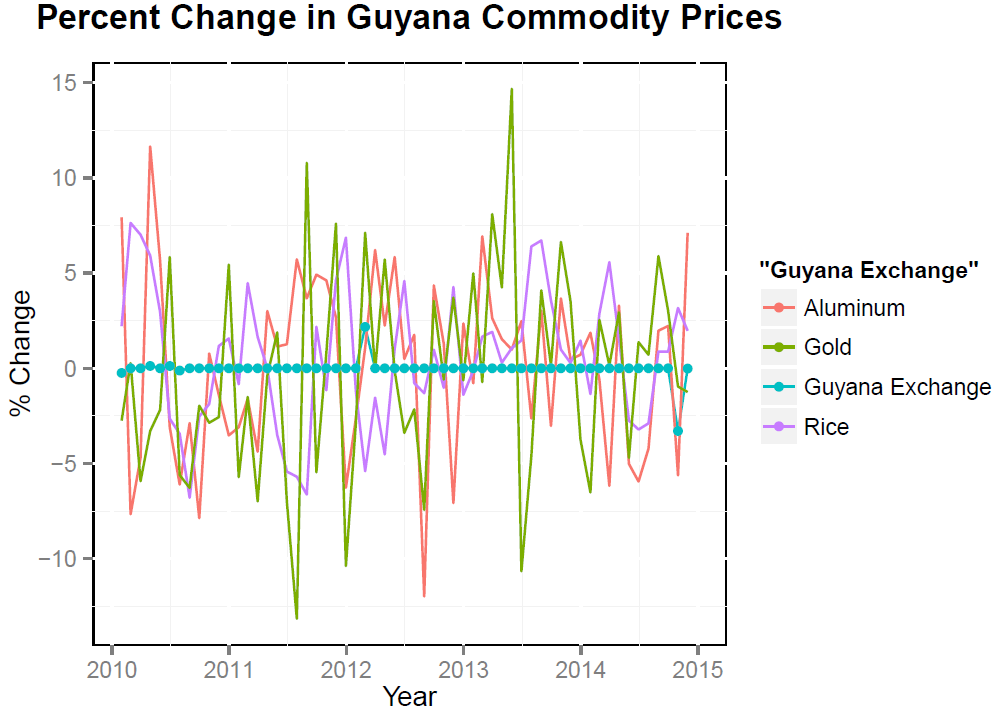 Percent Change in Guyana Commodity Prices
% Change
15
10
5
0
−5
−10
2010 2011 2012 2013 2014 2015
Year
"Guyana Exchange"
Aluminum
Gold
Guyana Exchange
Rice